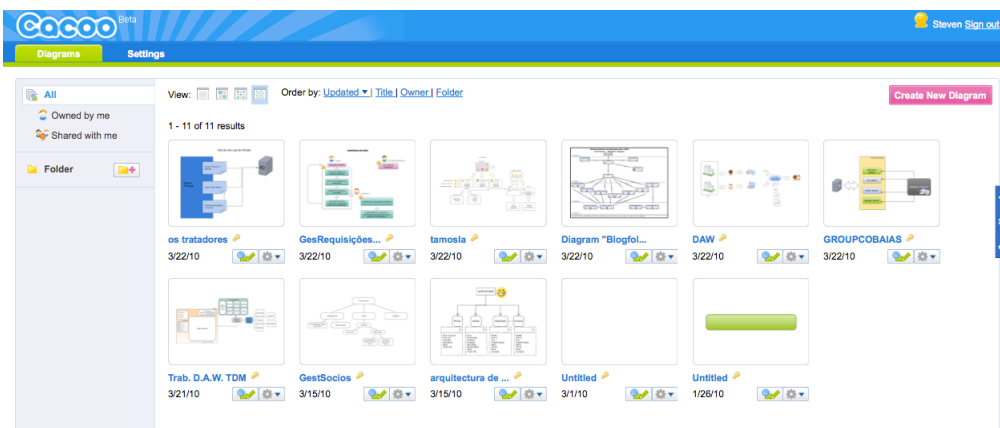 Cacoo Beta
Steven Sign out
Diagrams Settings
All
Owned by me
Shared with me
Folder
View: Order by: Updated ▼ | Title | Owner | Folder
Create New Diagram
1 - 11 of 11 results
os tratadores GesRequisições... tamosla Diagram "Blogfol... DAW GROUPCOBAIAS
3/22/10 3/22/10 3/22/10 3/22/10 3/22/10 3/22/10
Trab. D.A.W. TDM GestSocios arquitectura de ... Untitled Untitled
3/21/10 3/15/10 3/15/10 3/1/10 1/26/10